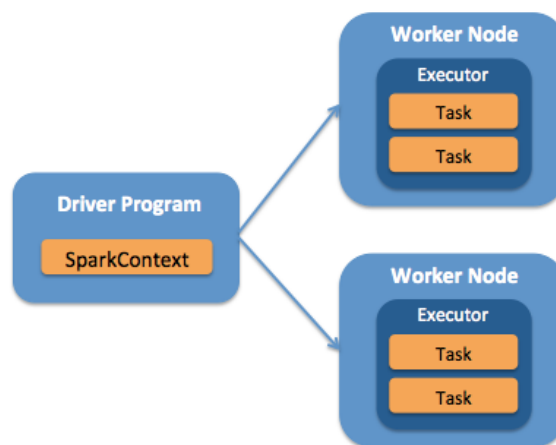 Driver Program
SparkContext
Worker Node
Executor
Task
Task
Worker Node
Executor
Task
Task